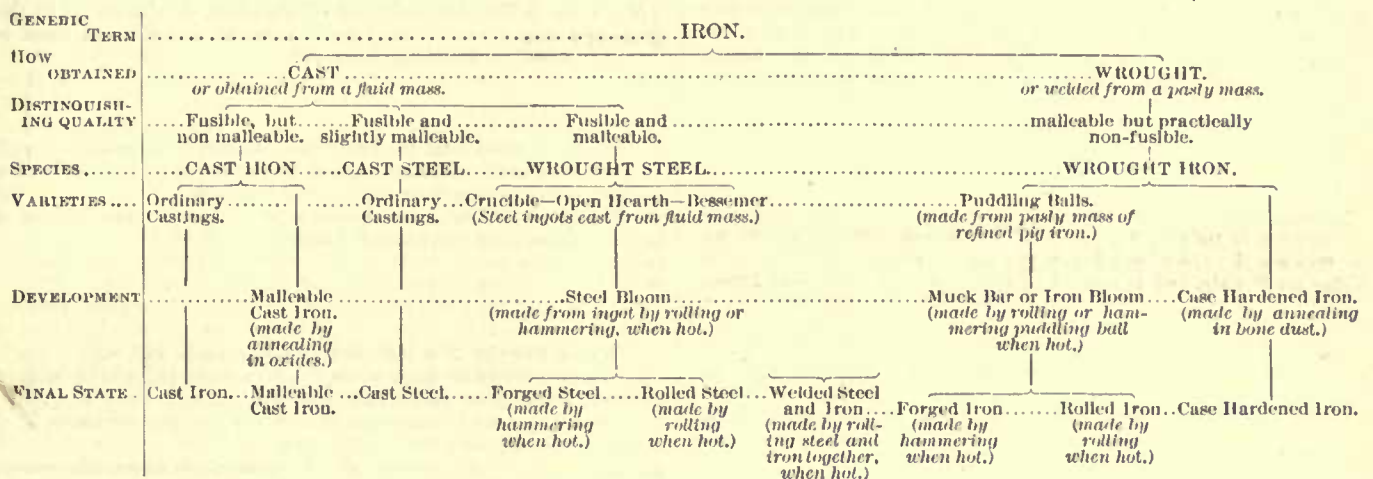 GENERIC
TERM ........ IRON.
How
OBTAINED ........ CAST ........ WROUGHT.
or obtained from a fluid mass. or welded from a pasty mass.
DISTINQUISH-
ING QUALITY ...... Fusible, but ...... Fusible and ........ Fusible and ........ malleable but practically
non malleable. slightly malleable. malleable. non-fusible.
SPECIES....... ......CAST IRON......CAST STEEL.......WROUGHT STEEL........WROUGHT IRON.
VARIETIES .... Ordinary ........ Ordinary...Crucible—Open Hearth—Bessemer ........ Puddling Balls.
Castings. Castings. (Steel ingots cast from fluid mass.) (made from pasty mass of
refined pig iron.)
DEVELOPMENT ........ Malleable ........ Steel Bloom ........ Muck Bar or Iron Bloom ....Case Hardened Iron.
Cast Iron. (made from ingot by rolling or (made by rolling or ham- (made by annealing
(made by hammering, when hot.) mering puddling ball in bone dust.)
annealing when hot.)
in oxides.)
FINAL STATE . Cast Iron...Malleable...Cast Steel.....Forged Steel.....Rolled Steel...Welded Steel
Cast Iron. (made by (made by and Iron ....Forged Iron ........Rolled Iron..Case Hardened Iron.
hammering rolling (made by roll- (made by (made by
when hot.) when hot.) ing steel and hammering rolling
iron together, when hot.) when hot.)
when hot.)